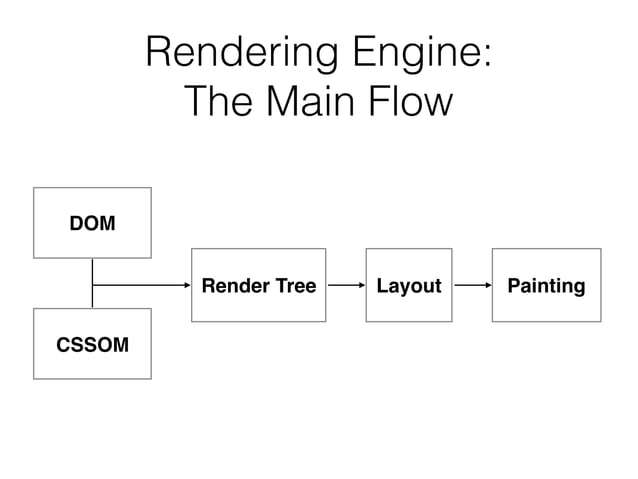 Rendering Engine:
The Main Flow
DOM
CSSOM
Render Tree
Layout
Painting